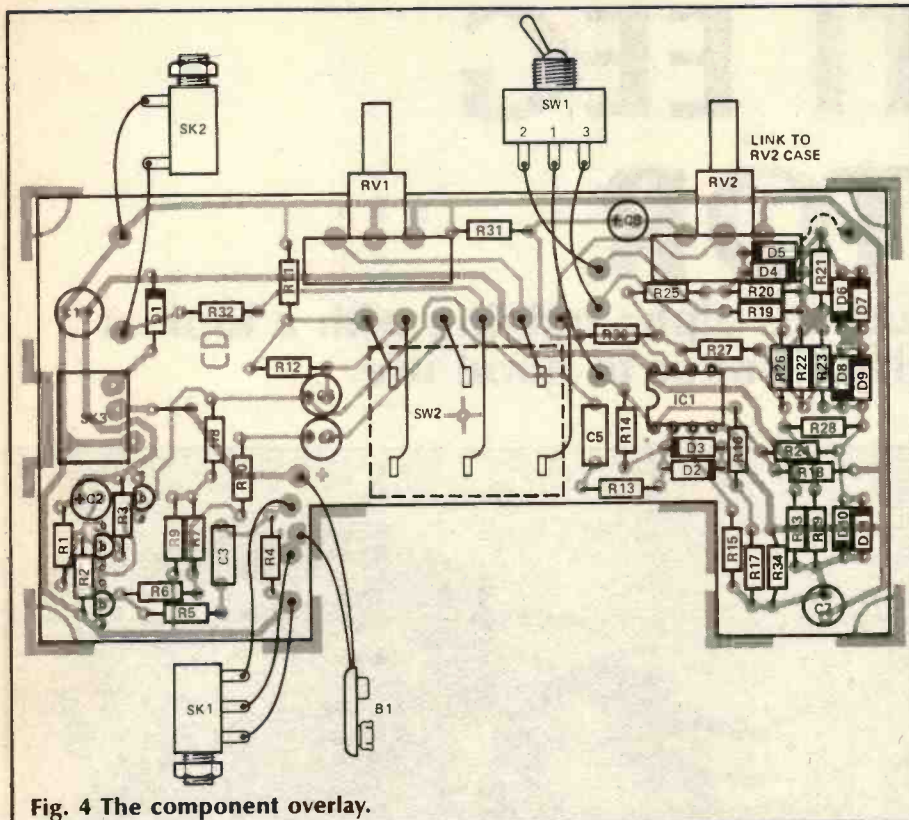 SK2
SW1
2 1 3
LINK TO
RV2 CASE
RV1
RV2
R31
D5
D4
R21
D6
D7
D1
R32
R11
R25
R20
R19
CD
R12
R27
R26
R22
R23
D8
D9
SK3
SW2
IC1
C5
R14
R16
R28
D3
D2
R18
R13
+
C2
R3
b
R1
R9
R7
C3
R4
R15
R17
R34
D10
R2
b
b
R6
R5
SK1
B1
Fig. 4 The component overlay.